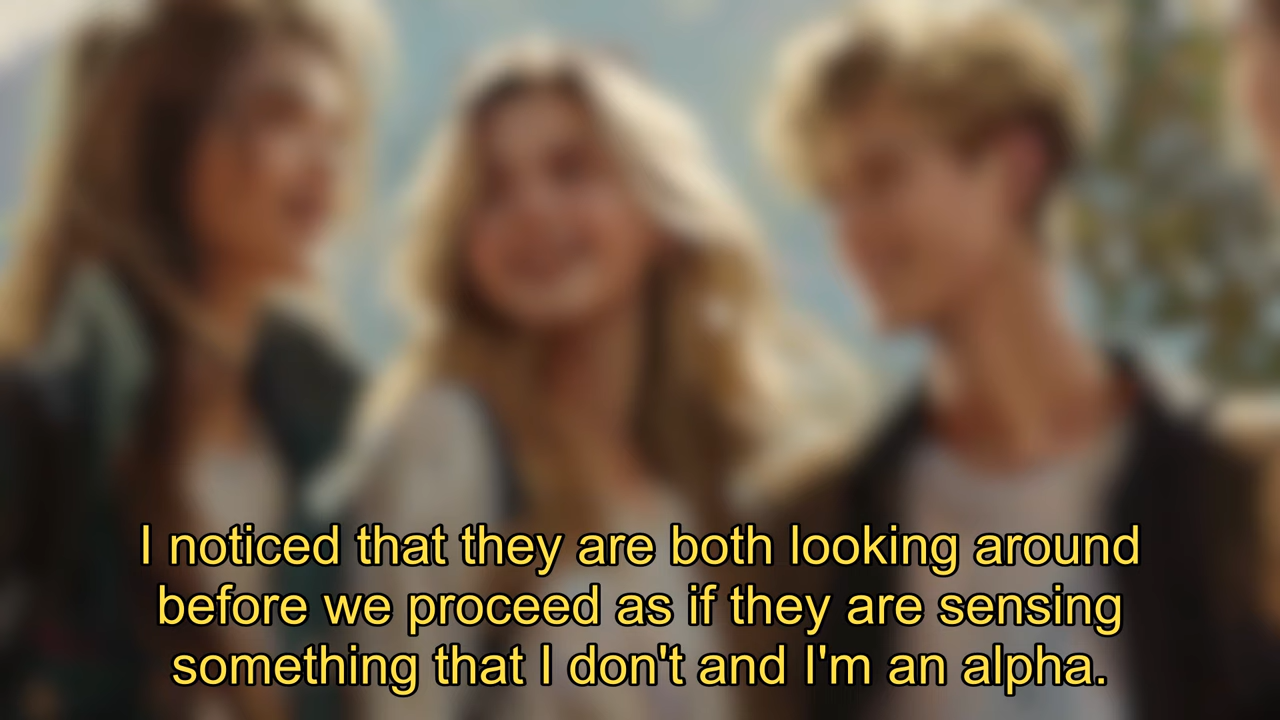 I noticed that they are both looking around
before we proceed as if they are sensing
something that I don't and I'm an alpha.